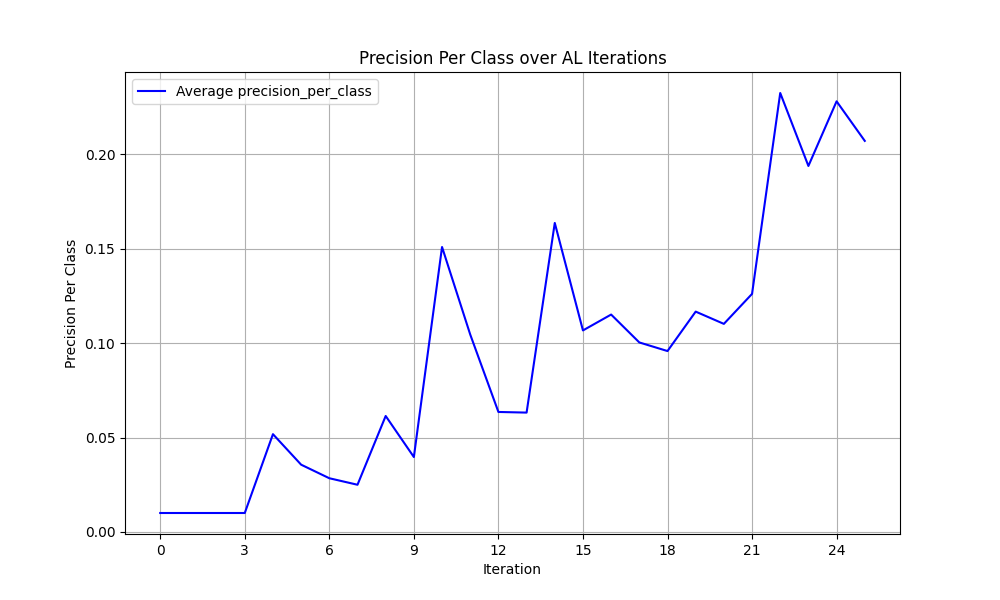 Precision Per Class over AL Iterations
Average precision_per_class
Precision Per Class
0.20
0.15
0.10
0.05
0.00
0 3 6 9 12 15 18 21 24
Iteration